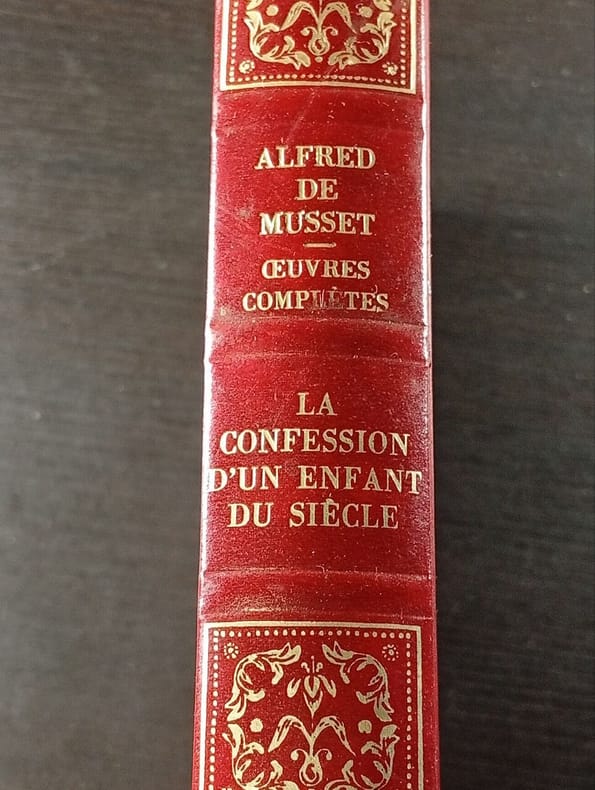 ALFRED
DE
MUSSET
ŒUVRES
COMPLÈTES
LA
CONFESSION
D'UN ENFANT
DU SIÈCLE